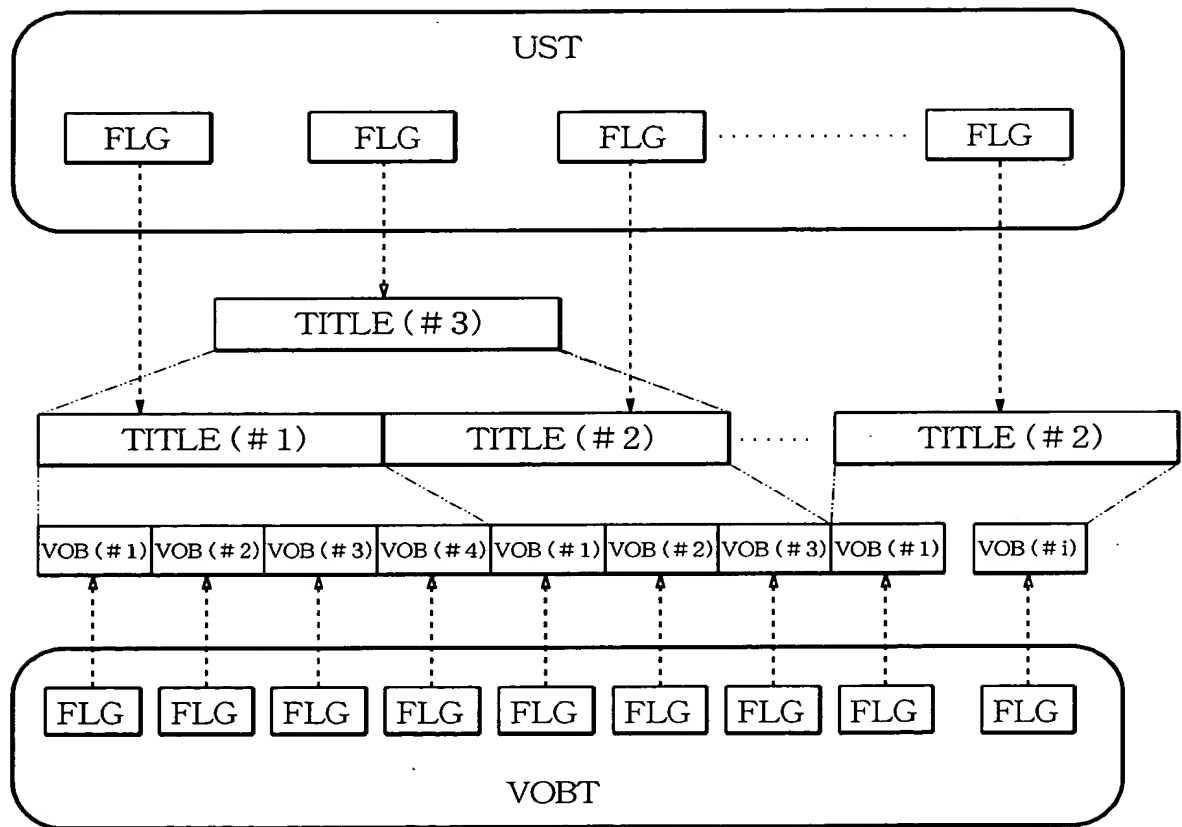 UST
FLG FLG FLG FLG
TITLE (#3)
TITLE (#1) TITLE (#2) TITLE (#2)
VOB (#1) VOB (#2) VOB (#3) VOB (#4) VOB (#1) VOB (#2) VOB (#3) VOB (#1) VOB (#i)
FLG FLG FLG FLG FLG FLG FLG FLG FLG
VOBT